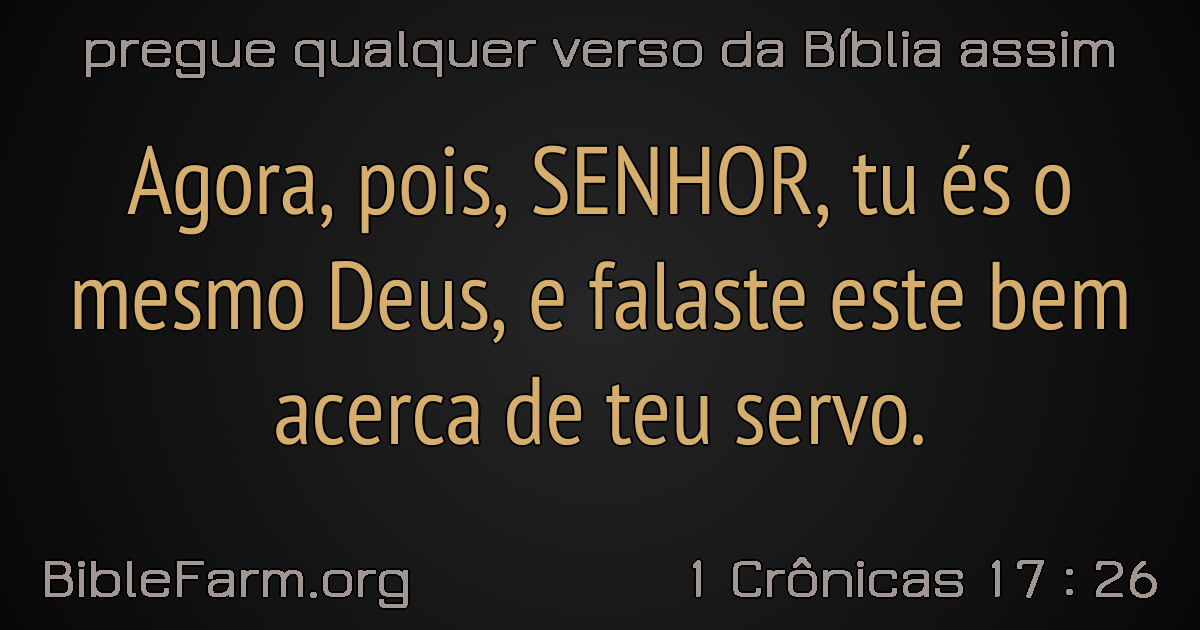 pregue qualquer verso da Bíblia assim
Agora, pois, SENHOR, tu és o
mesmo Deus, e falaste este bem
acerca de teu servo.
BibleFarm.org
1 Crônicas 17 : 26